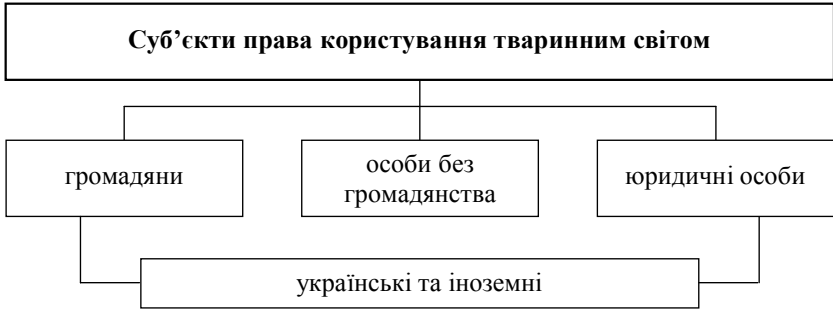 Суб’єкти права користування тваринним світом
громадяни
особи без
громадянства
юридичні особи
українські та іноземні